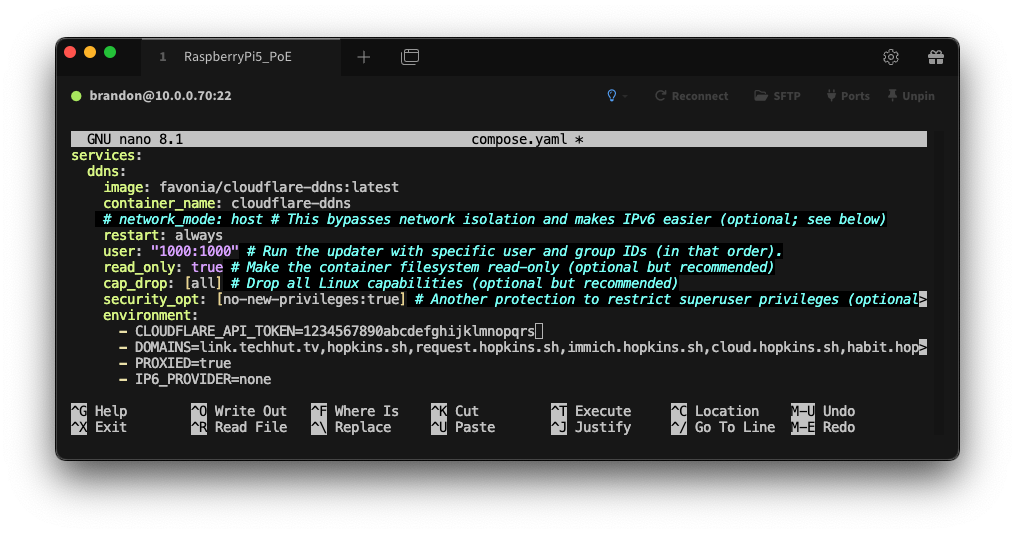 1 RaspberryPi5_PoE
brandon@10.0.0.70:22 Reconnect SFTP Ports Unpin
GNU nano 8.1 compose.yaml *
services:
  ddns:
    image: favonia/cloudflare-ddns:latest
    container_name: cloudflare-ddns
    # network_mode: host # This bypasses network isolation and makes IPv6 easier (optional; see below)
    restart: always
    user: "1000:1000" # Run the updater with specific user and group IDs (in that order).
    read_only: true # Make the container filesystem read-only (optional but recommended)
    cap_drop: [all] # Drop all Linux capabilities (optional but recommended)
    security_opt: [no-new-privileges:true] # Another protection to restrict superuser privileges (optional>
    environment:
      - CLOUDFLARE_API_TOKEN=1234567890abcdefghijklmnopqrs
      - DOMAINS=link.techhut.tv,hopkins.sh,request.hopkins.sh,immich.hopkins.sh,cloud.hopkins.sh,habit.hop>
      - PROXIED=true
      - IP6_PROVIDER=none
^G Help ^O Write Out ^F Where Is ^K Cut ^T Execute ^C Location M-U Undo
^X Exit ^R Read File ^\ Replace ^U Paste ^J Justify ^/ Go To Line M-E Redo